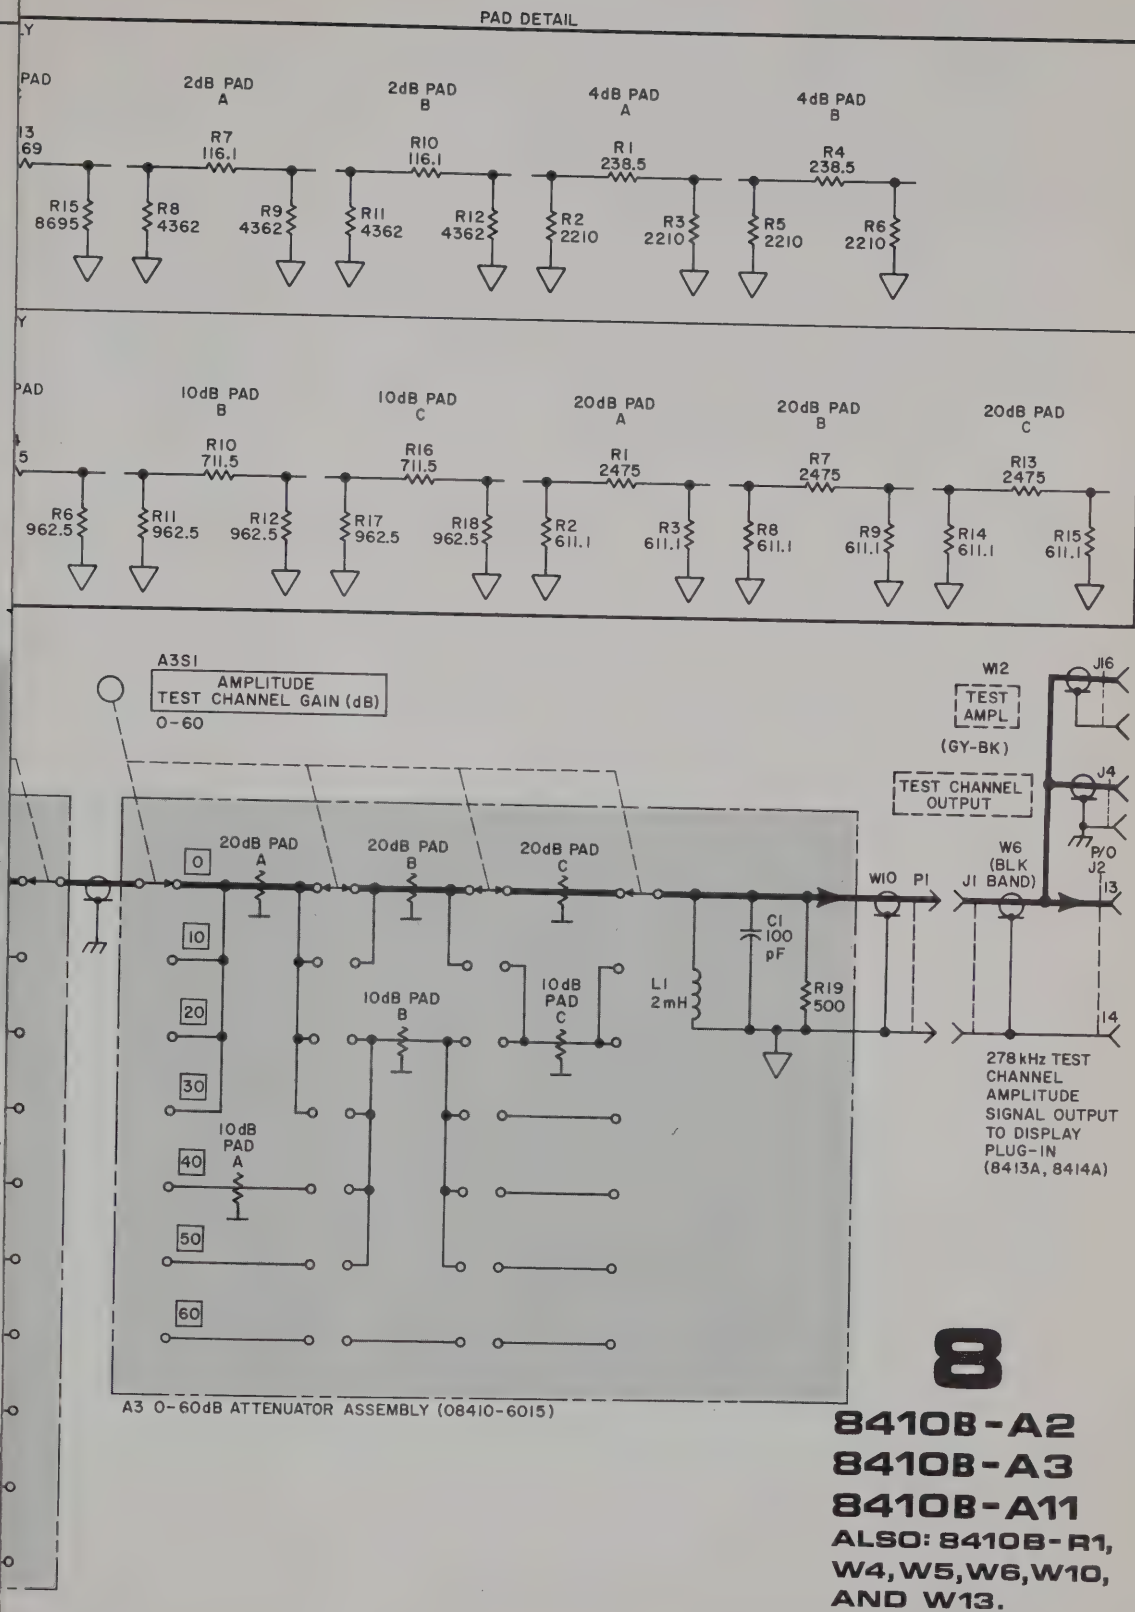 PAD DETAIL
LY
PAD
2dB PAD
A
2dB PAD
B
4dB PAD
A
4dB PAD
B
13
69
R7
116.1
R10
116.1
R1
238.5
R4
238.5
R15
8695
R8
4362
R9
4362
R11
4362
R12
4362
R2
2210
R3
2210
R5
2210
R6
2210
Y
PAD
10dB PAD
B
10dB PAD
C
20dB PAD
A
20dB PAD
B
20dB PAD
C
4
5
R10
711.5
R16
711.5
R1
2475
R7
2475
R13
2475
R6
962.5
R11
962.5
R12
962.5
R17
962.5
R18
962.5
R2
611.1
R3
611.1
R8
611.1
R9
611.1
R14
611.1
R15
611.1
A3S1
AMPLITUDE
TEST CHANNEL GAIN (dB)
0-60
W12
J16
TEST
AMPL
(GY-BK)
J4
TEST CHANNEL
OUTPUT
0
20dB PAD
A
20dB PAD
B
20dB PAD
C
W6
(BLK
BAND)
P/O
J2
W10
P1
J1
13
10
C1
100
pF
20
10dB PAD
B
10dB
PAD
C
L1
2mH
R19
500
14
30
278kHz TEST
CHANNEL
AMPLITUDE
SIGNAL OUTPUT
TO DISPLAY
PLUG-IN
(8413A, 8414A)
10dB
PAD
A
40
50
60
A3 0-60dB ATTENUATOR ASSEMBLY (08410-6015)
8
8410B-A2
8410B-A3
8410B-A11
ALSO: 8410B-R1,
W4,W5,W6,W10,
AND W13.